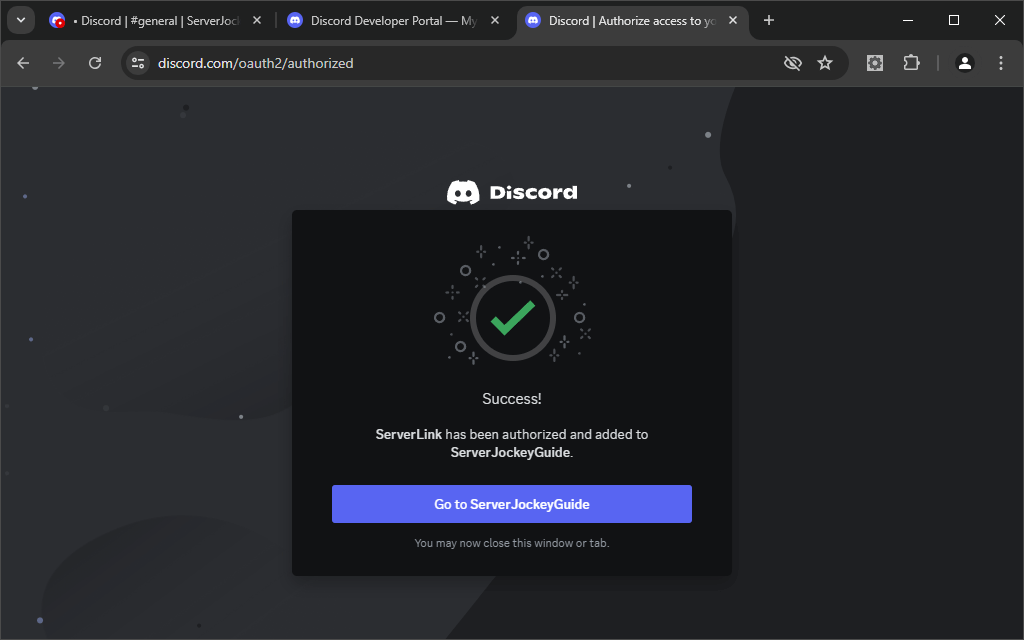 • Discord | #general | ServerJock
Discord Developer Portal — My
Discord | Authorize access to yo
discord.com/oauth2/authorized
Discord
Success!
ServerLink has been authorized and added to
ServerJockeyGuide.
Go to ServerJockeyGuide
You may now close this window or tab.